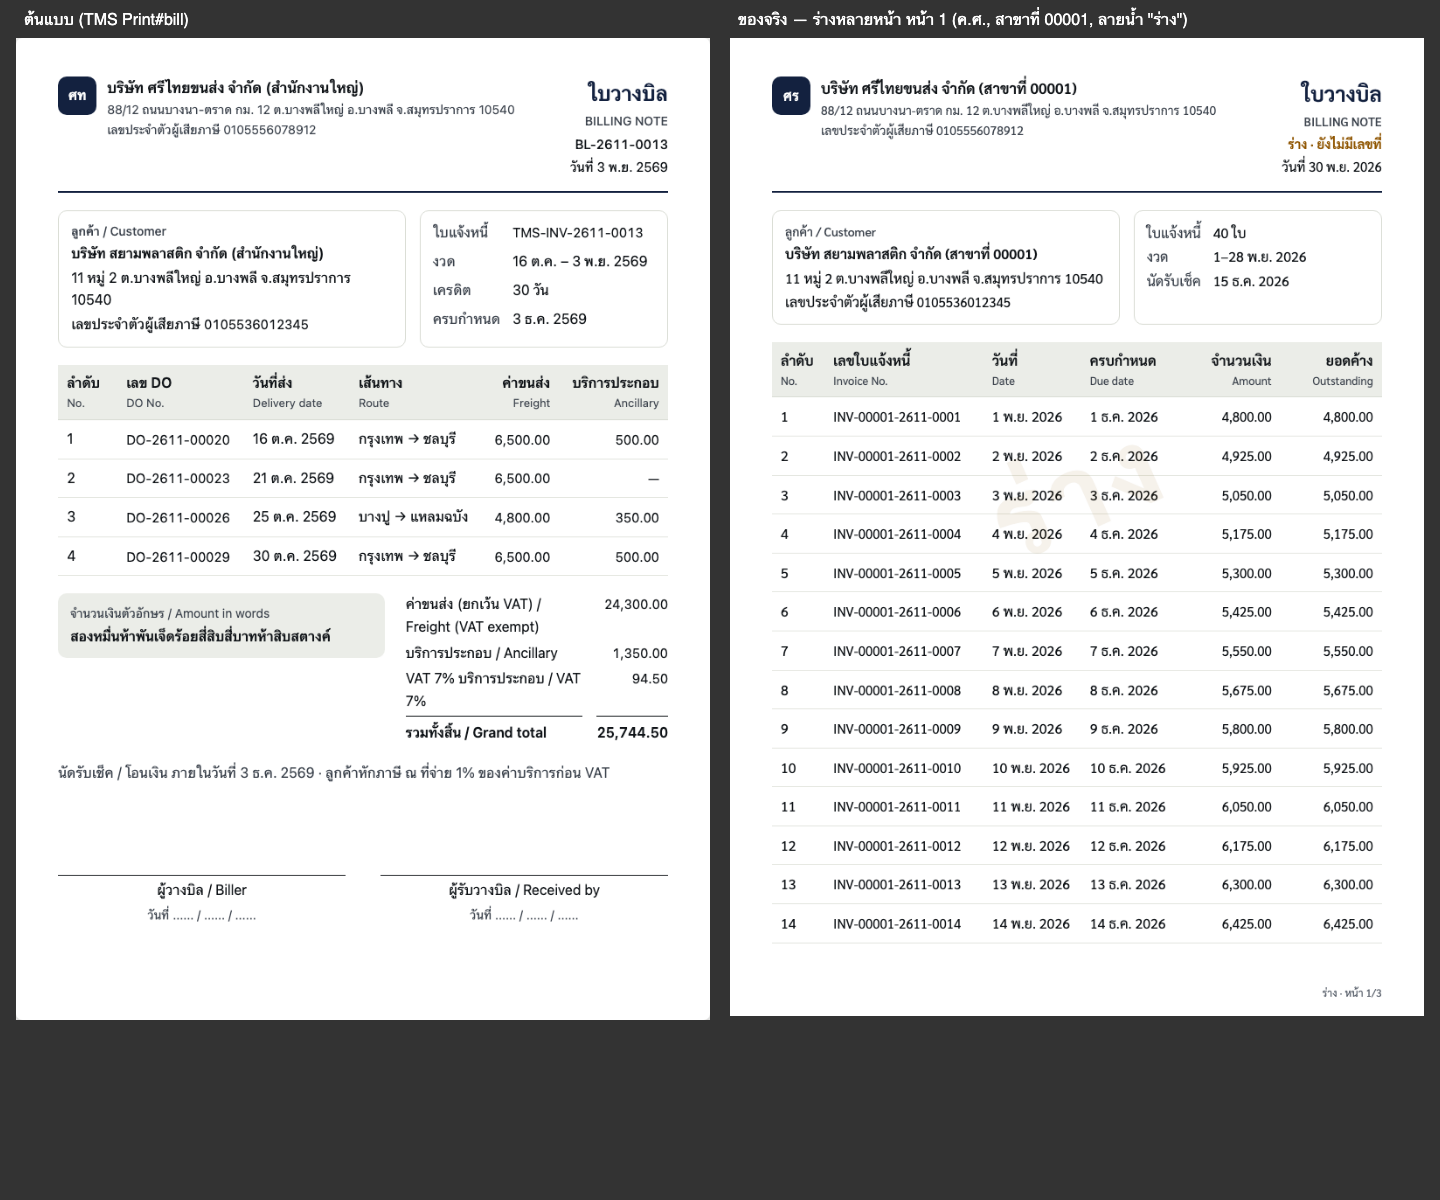 ต้นแบบ (TMS Print#bill)
ศท
บริษัท ศรีไทยขนส่ง จำกัด (สำนักงานใหญ่)
88/12 ถนนบางนา-ตราด กม. 12 ต.บางพลีใหญ่ อ.บางพลี จ.สมุทรปราการ 10540
เลขประจำตัวผู้เสียภาษี 0105556078912
ใบวางบิล
BILLING NOTE
BL-2611-0013
วันที่ 3 พ.ย. 2569
ลูกค้า / Customer
บริษัท สยามพลาสติก จำกัด (สำนักงานใหญ่)
11 หมู่ 2 ต.บางพลีใหญ่ อ.บางพลี จ.สมุทรปราการ
10540
เลขประจำตัวผู้เสียภาษี 0105536012345
ใบแจ้งหนี้ TMS-INV-2611-0013
งวด 16 ต.ค. – 3 พ.ย. 2569
เครดิต 30 วัน
ครบกำหนด 3 ธ.ค. 2569
ลำดับ เลข DO วันที่ส่ง เส้นทาง ค่าขนส่ง บริการประกอบ
No. DO No. Delivery date Route Freight Ancillary
1 DO-2611-00020 16 ต.ค. 2569 กรุงเทพ → ชลบุรี 6,500.00 500.00
2 DO-2611-00023 21 ต.ค. 2569 กรุงเทพ → ชลบุรี 6,500.00 —
3 DO-2611-00026 25 ต.ค. 2569 บางปู → แหลมฉบัง 4,800.00 350.00
4 DO-2611-00029 30 ต.ค. 2569 กรุงเทพ → ชลบุรี 6,500.00 500.00
จำนวนเงินตัวอักษร / Amount in words
สองหมื่นห้าพันเจ็ดร้อยสี่สิบสี่บาทห้าสิบสตางค์
ค่าขนส่ง (ยกเว้น VAT) / 24,300.00
Freight (VAT exempt)
บริการประกอบ / Ancillary 1,350.00
VAT 7% บริการประกอบ / VAT 94.50
7%
รวมทั้งสิ้น / Grand total 25,744.50
นัดรับเช็ค / โอนเงิน ภายในวันที่ 3 ธ.ค. 2569 · ลูกค้าหักภาษี ณ ที่จ่าย 1% ของค่าบริการก่อน VAT
ผู้วางบิล / Biller
วันที่ ...... / ...... / ......
ผู้รับวางบิล / Received by
วันที่ ...... / ...... / ......
ของจริง — ร่างหลายหน้า หน้า 1 (ค.ศ., สาขาที่ 00001, ลายน้ำ "ร่าง")
ศร
บริษัท ศรีไทยขนส่ง จำกัด (สาขาที่ 00001)
88/12 ถนนบางนา-ตราด กม. 12 ต.บางพลีใหญ่ อ.บางพลี จ.สมุทรปราการ 10540
เลขประจำตัวผู้เสียภาษี 0105556078912
ใบวางบิล
BILLING NOTE
ร่าง · ยังไม่มีเลขที่
วันที่ 30 พ.ย. 2026
ลูกค้า / Customer
บริษัท สยามพลาสติก จำกัด (สาขาที่ 00001)
11 หมู่ 2 ต.บางพลีใหญ่ อ.บางพลี จ.สมุทรปราการ 10540
เลขประจำตัวผู้เสียภาษี 0105536012345
ใบแจ้งหนี้ 40 ใบ
งวด 1–28 พ.ย. 2026
นัดรับเช็ค 15 ธ.ค. 2026
ลำดับ เลขใบแจ้งหนี้ วันที่ ครบกำหนด จำนวนเงิน ยอดค้าง
No. Invoice No. Date Due date Amount Outstanding
1 INV-00001-2611-0001 1 พ.ย. 2026 1 ธ.ค. 2026 4,800.00 4,800.00
2 INV-00001-2611-0002 2 พ.ย. 2026 2 ธ.ค. 2026 4,925.00 4,925.00
3 INV-00001-2611-0003 3 พ.ย. 2026 3 ธ.ค. 2026 5,050.00 5,050.00
4 INV-00001-2611-0004 4 พ.ย. 2026 4 ธ.ค. 2026 5,175.00 5,175.00
5 INV-00001-2611-0005 5 พ.ย. 2026 5 ธ.ค. 2026 5,300.00 5,300.00
6 INV-00001-2611-0006 6 พ.ย. 2026 6 ธ.ค. 2026 5,425.00 5,425.00
7 INV-00001-2611-0007 7 พ.ย. 2026 7 ธ.ค. 2026 5,550.00 5,550.00
8 INV-00001-2611-0008 8 พ.ย. 2026 8 ธ.ค. 2026 5,675.00 5,675.00
9 INV-00001-2611-0009 9 พ.ย. 2026 9 ธ.ค. 2026 5,800.00 5,800.00
10 INV-00001-2611-0010 10 พ.ย. 2026 10 ธ.ค. 2026 5,925.00 5,925.00
11 INV-00001-2611-0011 11 พ.ย. 2026 11 ธ.ค. 2026 6,050.00 6,050.00
12 INV-00001-2611-0012 12 พ.ย. 2026 12 ธ.ค. 2026 6,175.00 6,175.00
13 INV-00001-2611-0013 13 พ.ย. 2026 13 ธ.ค. 2026 6,300.00 6,300.00
14 INV-00001-2611-0014 14 พ.ย. 2026 14 ธ.ค. 2026 6,425.00 6,425.00
ร่าง
ร่าง · หน้า 1/3